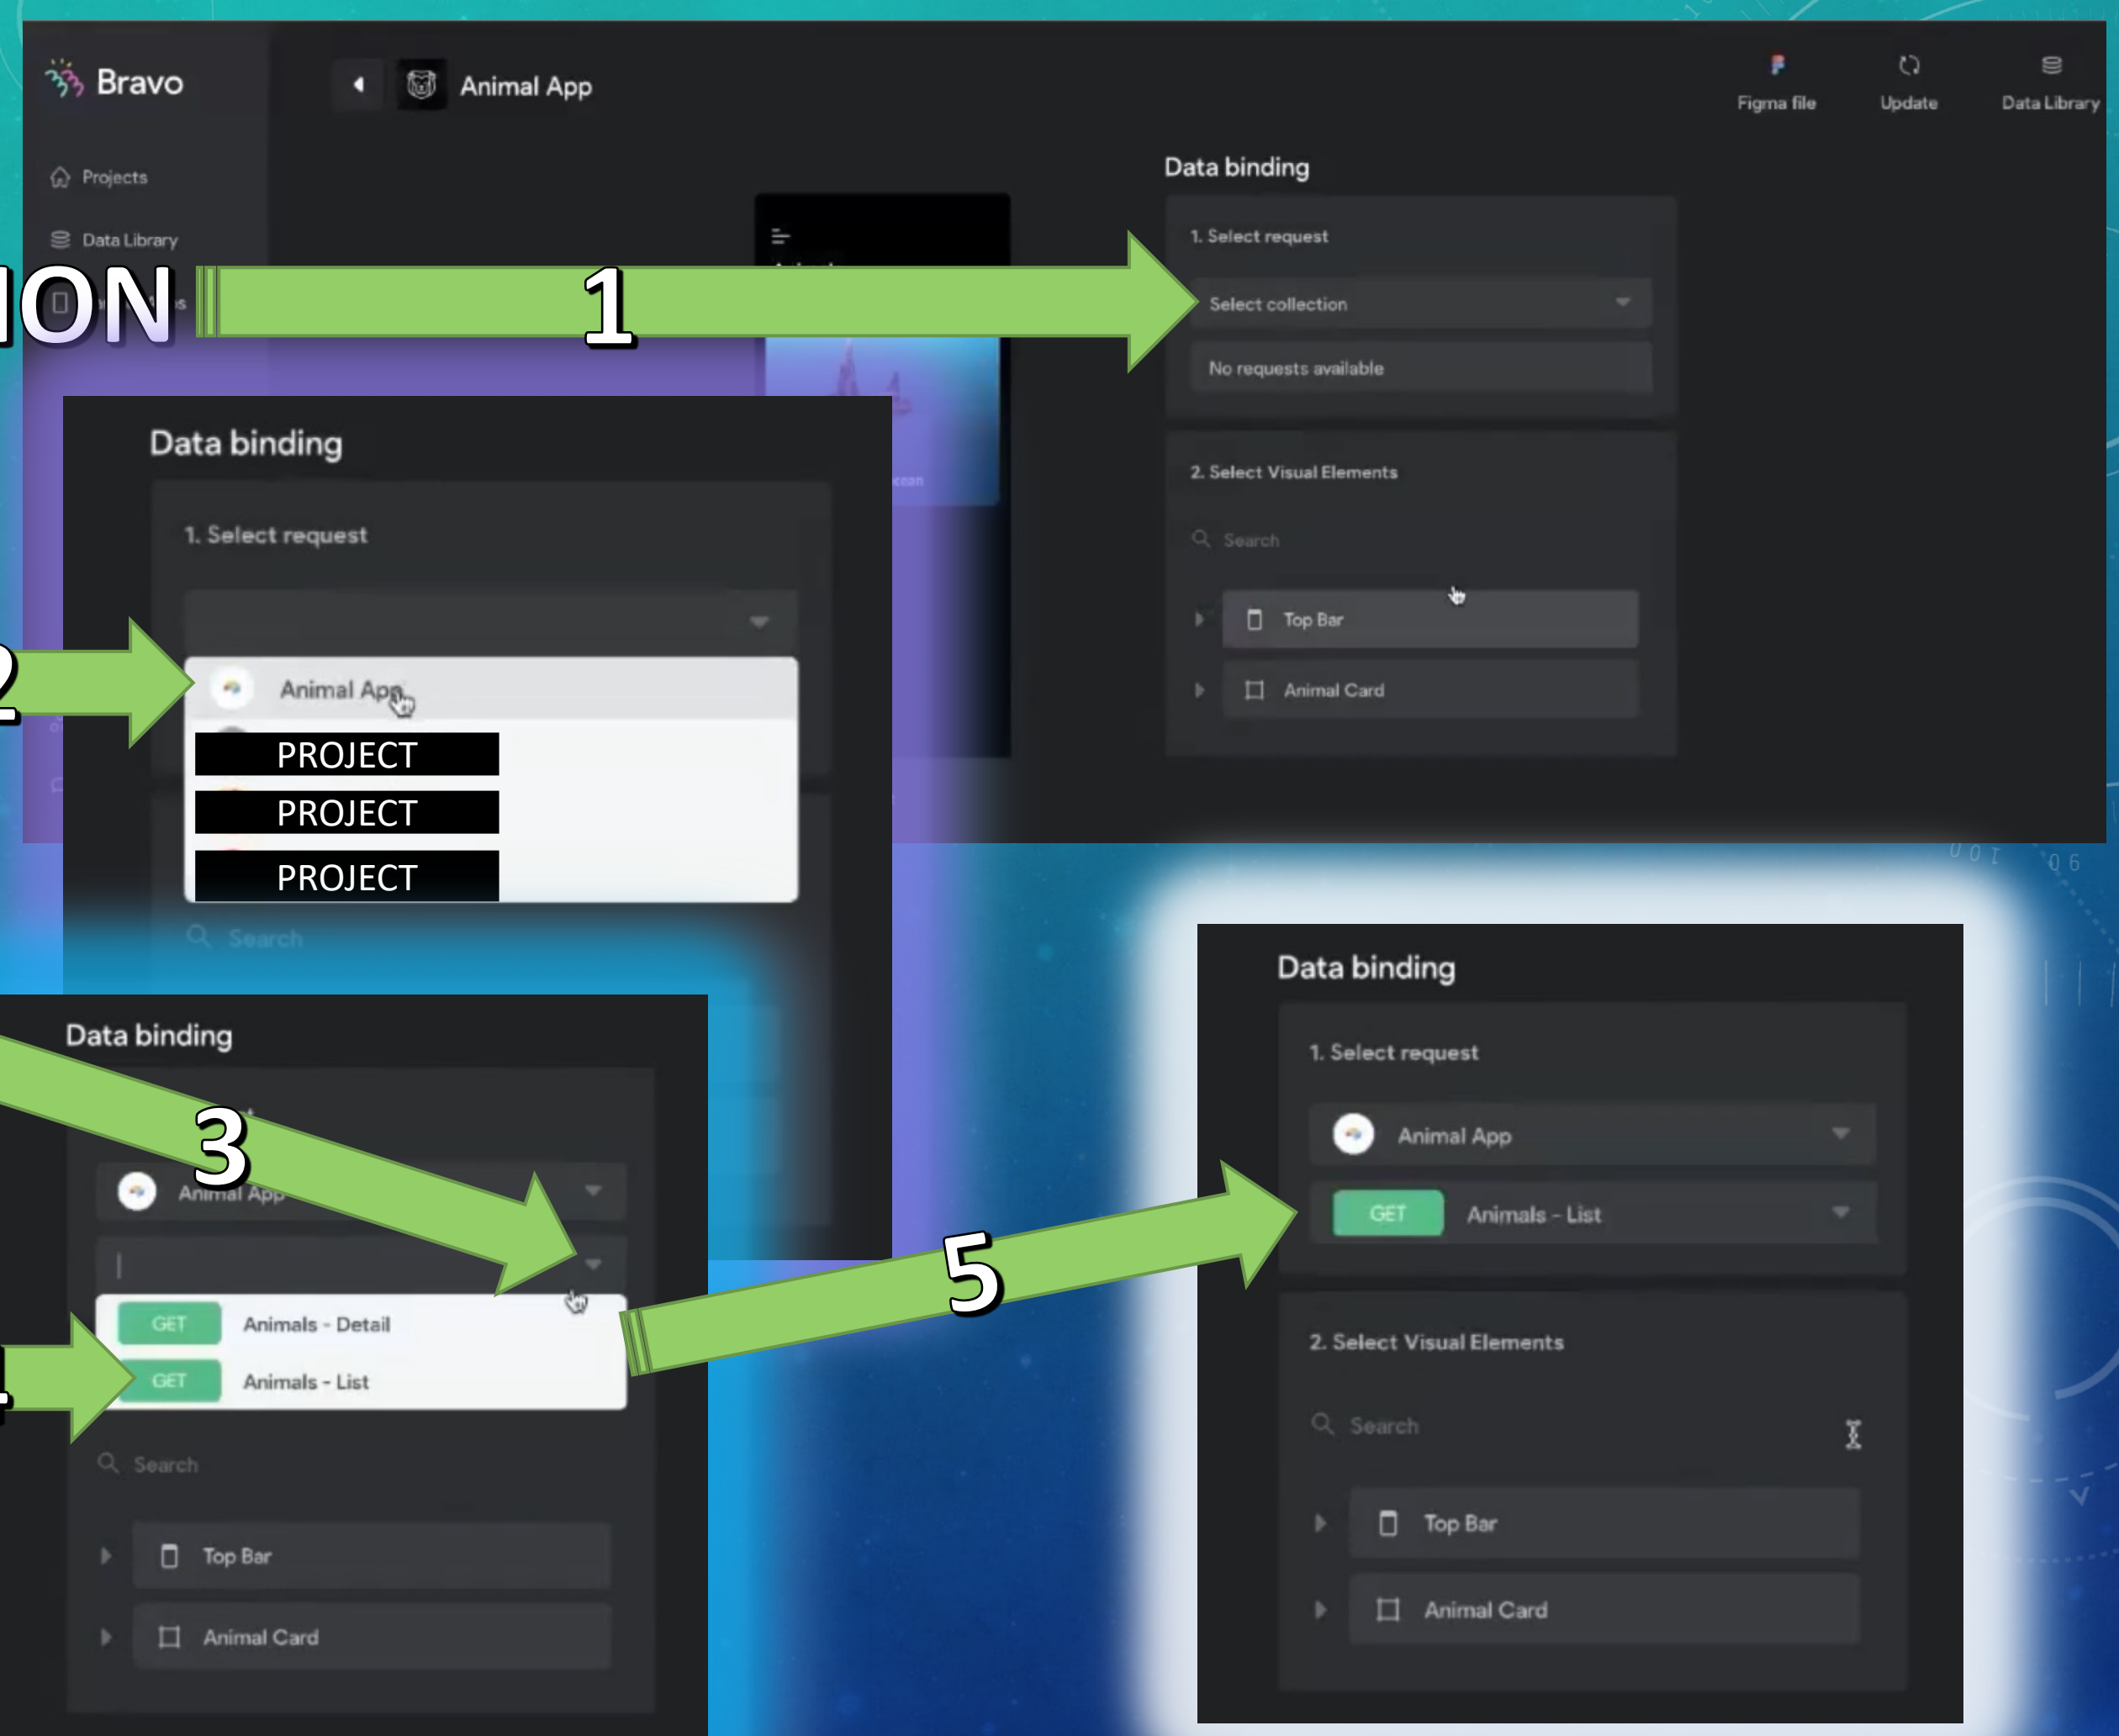 Bravo
Animal App
Figma file
Update
Data Library
Projects
Data Library
ION
1
Data binding
1. Select request
Select collection
No requests available
2. Select Visual Elements
Search
Top Bar
Animal Card
Data binding
1. Select request
2
Animal App
PROJECT
PROJECT
PROJECT
Search
Data binding
3
Animal App
GET Animals - Detail
GET Animals - List
Search
Top Bar
Animal Card
5
Data binding
1. Select request
Animal App
GET Animals - List
2. Select Visual Elements
Search
Top Bar
Animal Card